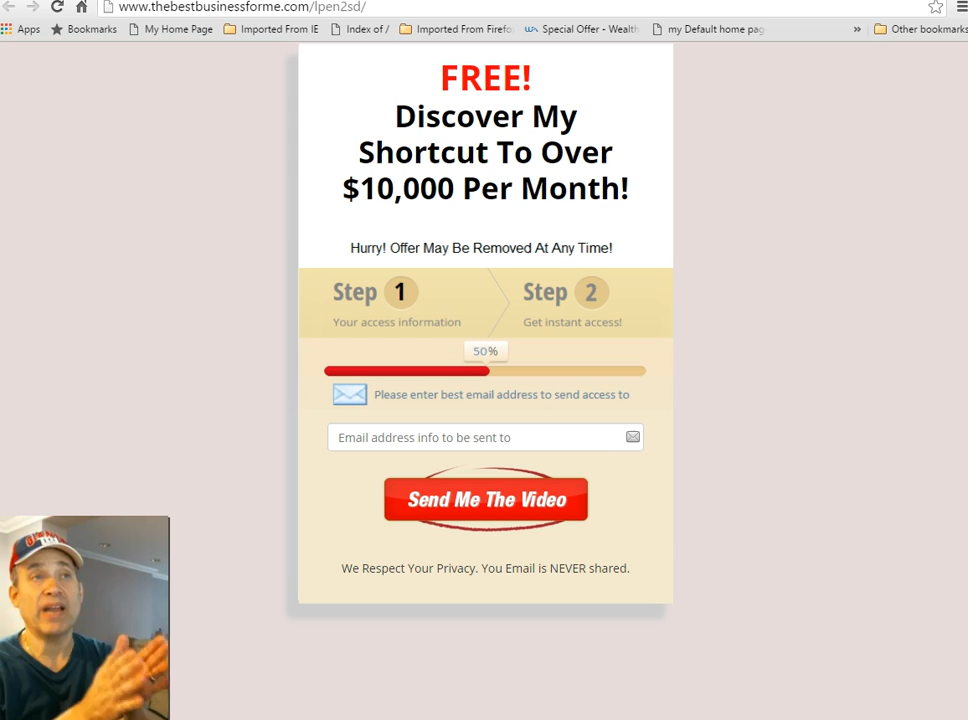 www.thebestbusinessforme.com/lpen2sd/
Apps Bookmarks My Home Page Imported From IE Index of / Imported From Firefo Special Offer - Wealth my Default home pag » Other bookmarks
FREE!
Discover My
Shortcut To Over
$10,000 Per Month!
Hurry! Offer May Be Removed At Any Time!
Step 1 Step 2
Your access information Get instant access!
50%
Please enter best email address to send access to
Email address info to be sent to
Send Me The Video
We Respect Your Privacy. You Email is NEVER shared.